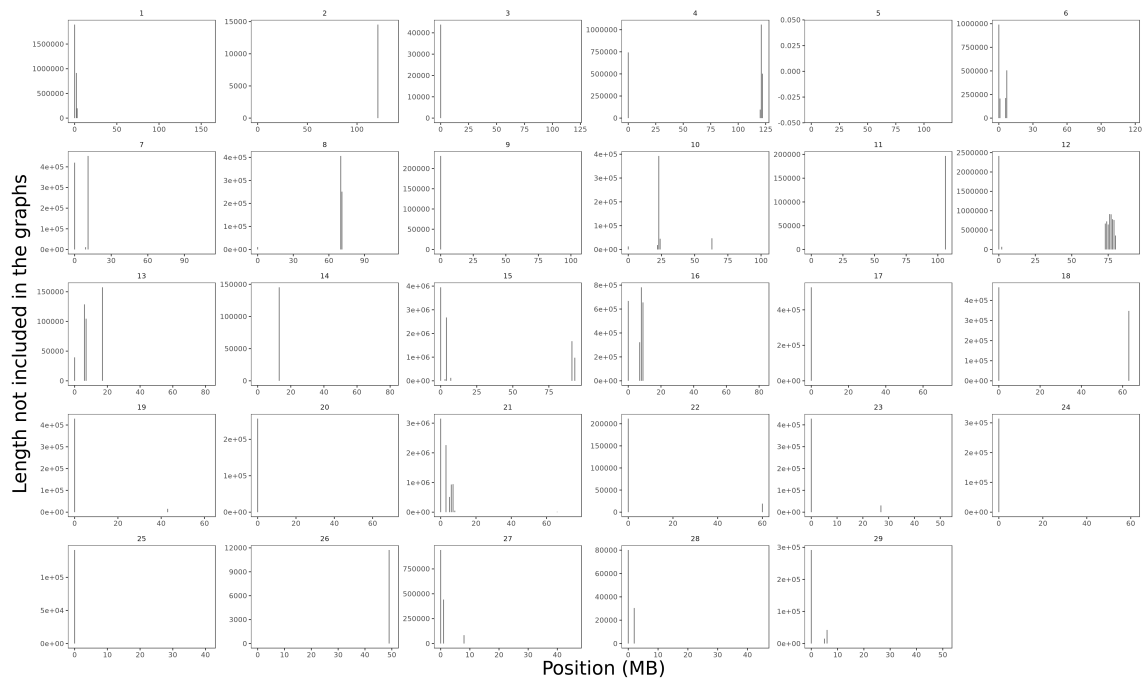 Length not included in the graphs
1
1500000
1000000
500000
0
0 50 100 150
2
15000
10000
5000
0
0 50 100
3
40000
30000
20000
10000
0
0 25 50 75 100 125
4
1000000
750000
500000
250000
0
0 25 50 75 100 125
5
0.050
0.025
0.000
-0.025
-0.050
0 25 50 75 100
6
1000000
750000
500000
250000
0
0 30 60 90 120
7
4e+05
3e+05
2e+05
1e+05
0e+00
0 30 60 90
8
4e+05
3e+05
2e+05
1e+05
0e+00
0 30 60 90
9
200000
150000
100000
50000
0
0 25 50 75 100
10
4e+05
3e+05
2e+05
1e+05
0e+00
0 25 50 75 100
11
200000
150000
100000
50000
0
0 25 50 75 100
12
2500000
2000000
1500000
1000000
500000
0
0 25 50 75
13
150000
100000
50000
0
0 20 40 60 80
14
150000
100000
50000
0
0 20 40 60 80
15
4e+06
3e+06
2e+06
1e+06
0e+00
0 25 50 75
16
8e+05
6e+05
4e+05
2e+05
0e+00
0 20 40 60 80
17
4e+05
2e+05
0e+00
0 20 40 60
18
4e+05
3e+05
2e+05
1e+05
0e+00
0 20 40 60
19
4e+05
3e+05
2e+05
1e+05
0e+00
0 20 40 60
20
2e+05
1e+05
0e+00
0 20 40 60
21
3e+06
2e+06
1e+06
0e+00
0 20 40 60
22
200000
150000
100000
50000
0
0 20 40 60
23
4e+05
3e+05
2e+05
1e+05
0e+00
0 10 20 30 40 50
24
3e+05
2e+05
1e+05
0e+00
0 20 40 60
25
1e+05
5e+04
0e+00
0 10 20 30 40
26
12000
9000
6000
3000
0
0 10 20 30 40 50
27
750000
500000
250000
0
0 10 20 30 40
28
80000
60000
40000
20000
0
0 10 20 30 40
29
3e+05
2e+05
1e+05
0e+00
0 10 20 30 40 50
Position (MB)